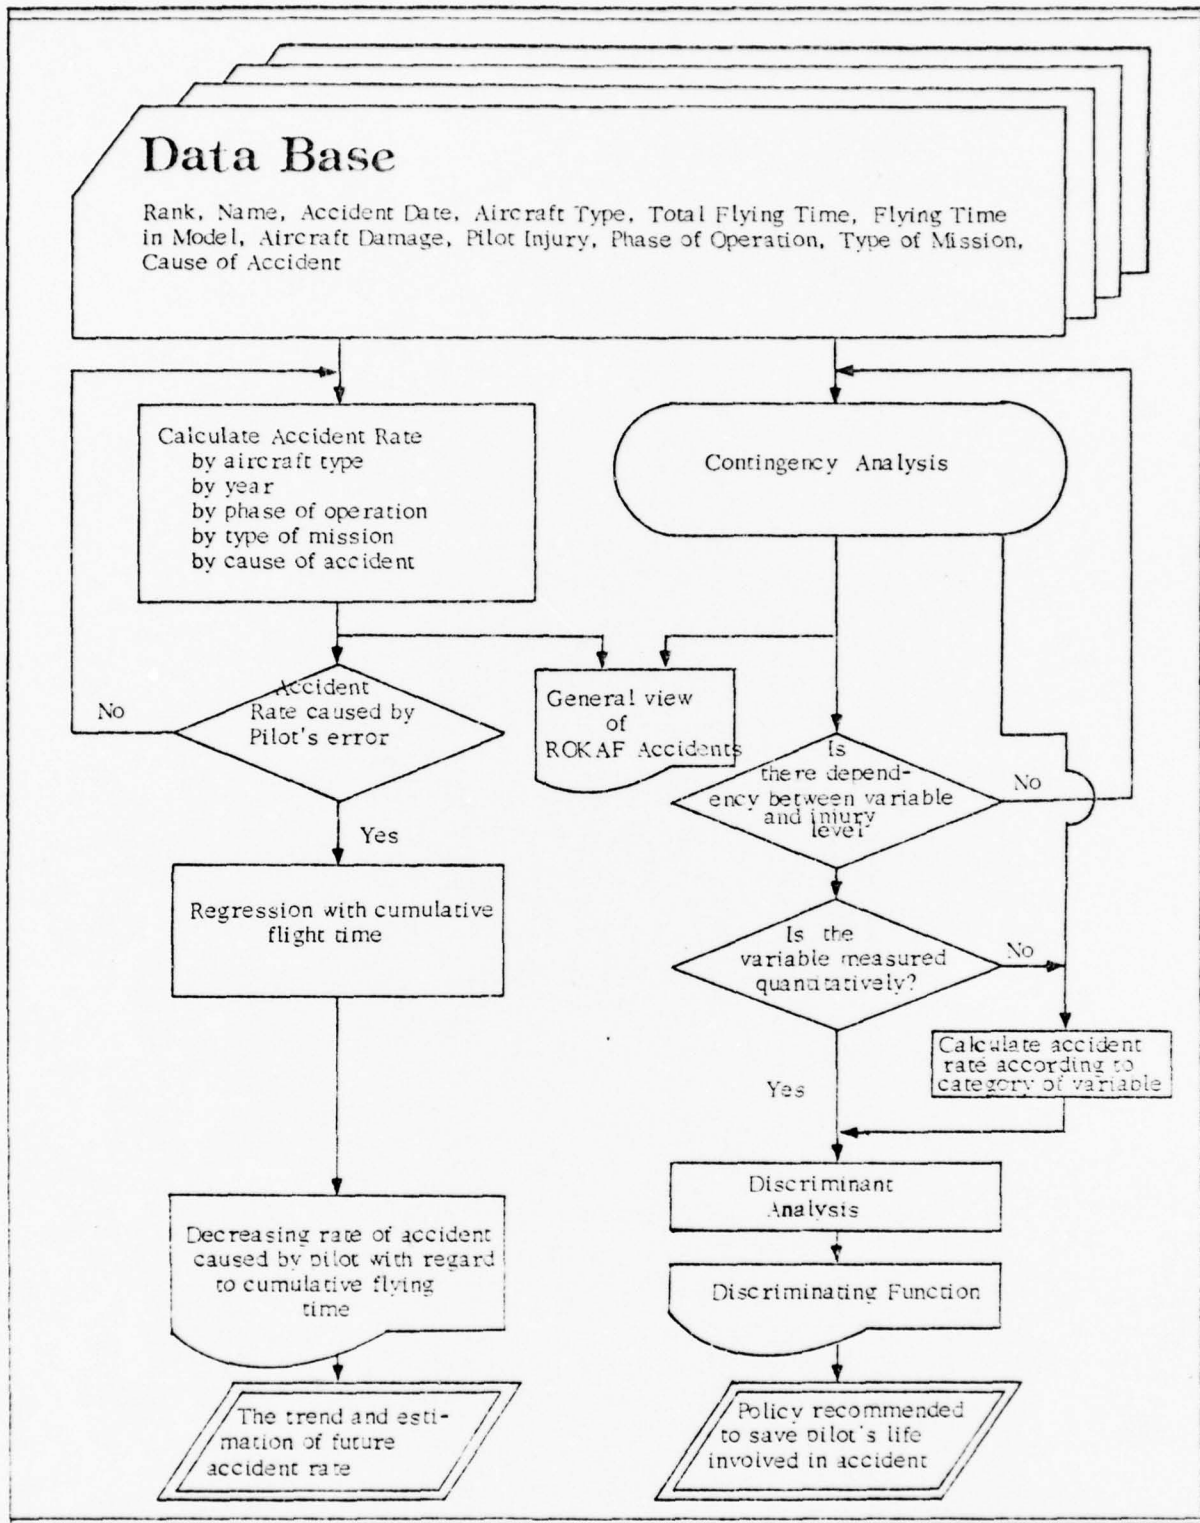 Data Base
Rank, Name, Accident Date, Aircraft Type, Total Flying Time, Flying Time
in Model, Aircraft Damage, Pilot Injury, Phase of Operation, Type of Mission,
Cause of Accident
Calculate Accident Rate
by aircraft type
by year
by phase of operation
by type of mission
by cause of accident
Contingency Analysis
Accident
Rate caused by
Pilot's error
No
Yes
General view
of
ROKAF Accidents
Is
there depend-
ency between variable
and injury
level
No
Regression with cumulative
flight time
Is the
variable measured
quantitatively?
No
Yes
Calculate accident
rate according to
category of variable
Decreasing rate of accident
caused by pilot with regard
to cumulative flying
time
Discriminant
Analysis
Discriminating Function
The trend and esti-
mation of future
accident rate
Policy recommended
to save pilot's life
involved in accident